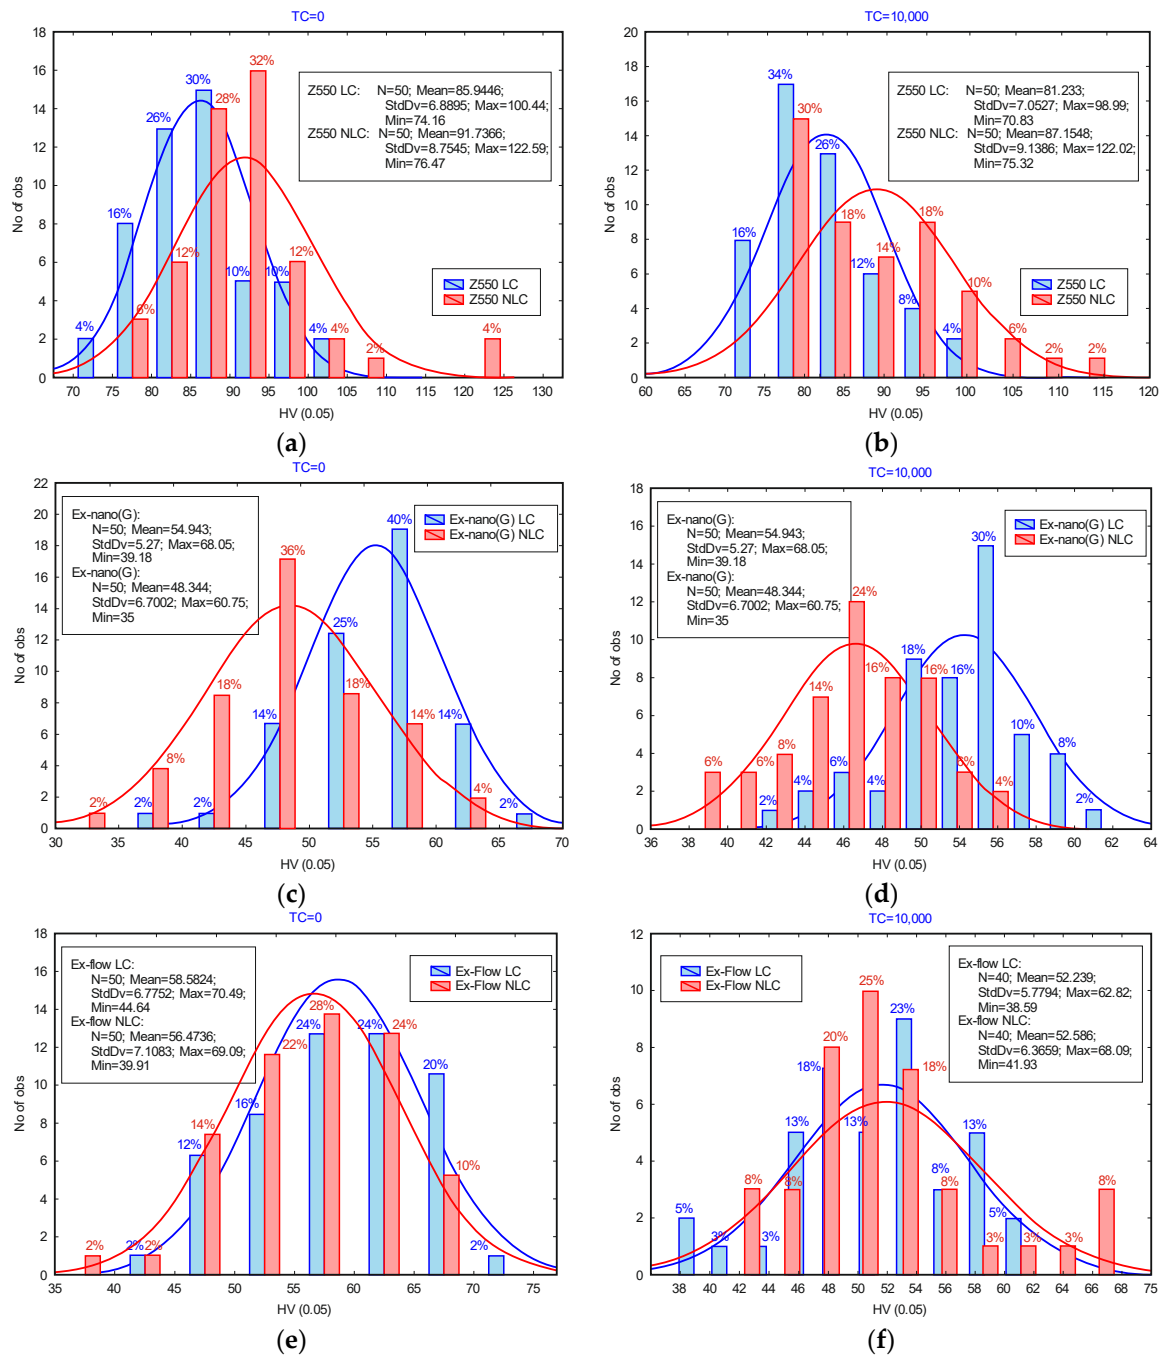 TC=0
18
16
14
12
10
8
6
4
2
0
No of obs
4%
16%
26%
30%
10%
10%
4%
6%
12%
28%
32%
12%
4%
2%
4%
Z550 LC: N=50; Mean=85.9446;
StdDv=6.8895; Max=100.44;
Min=74.16
Z550 NLC: N=50; Mean=91.7366;
StdDv=8.7545; Max=122.59;
Min=76.47
Z550 LC
Z550 NLC
70 75 80 85 90 95 100 105 110 115 120 125 130
HV (0.05)
(a)
TC=10,000
20
18
16
14
12
10
8
6
4
2
0
No of obs
16%
34%
26%
12%
8%
4%
30%
18%
14%
18%
10%
6%
2%
2%
Z550 LC: N=50; Mean=81.233;
StdDv=7.0527; Max=98.99;
Min=70.83
Z550 NLC: N=50; Mean=87.1548;
StdDv=9.1386; Max=122.02;
Min=75.32
Z550 LC
Z550 NLC
60 65 70 75 80 85 90 95 100 105 110 115 120
HV (0.05)
(b)
TC=0
22
20
18
16
14
12
10
8
6
4
2
0
No of obs
Ex-nano(G):
N=50; Mean=54.943;
StdDv=5.27; Max=68.05;
Min=39.18
Ex-nano(G):
N=50; Mean=48.344;
StdDv=6.7002; Max=60.75;
Min=35
Ex-nano(G) LC
Ex-nano(G) NLC
2%
8%
2%
18%
2%
14%
36%
25%
18%
40%
14%
14%
4%
2%
30 35 40 45 50 55 60 65 70
HV (0.05)
(c)
TC=10,000
18
16
14
12
10
8
6
4
2
0
No of obs
Ex-nano(G):
N=50; Mean=54.943;
StdDv=5.27; Max=68.05;
Min=39.18
Ex-nano(G):
N=50; Mean=48.344;
StdDv=6.7002; Max=60.75;
Min=35
Ex-nano(G) LC
Ex-nano(G) NLC
6%
6%
2%
8%
4%
14%
6%
24%
4%
16%
18%
16%
16%
6%
30%
4%
10%
8%
2%
36 38 40 42 44 46 48 50 52 54 56 58 60 62 64
HV (0.05)
(d)
TC=0
18
16
14
12
10
8
6
4
2
0
No of obs
Ex-flow LC:
N=50; Mean=58.5824;
StdDv=6.7752; Max=70.49;
Min=44.64
Ex-flow NLC:
N=50; Mean=56.4736;
StdDv=7.1083; Max=69.09;
Min=39.91
Ex-Flow LC
Ex-Flow NLC
2%
2%
2%
12%
14%
16%
22%
24%
28%
24%
24%
20%
10%
2%
35 40 45 50 55 60 65 70 75
HV (0.05)
(e)
TC=10,000
12
10
8
6
4
2
0
No of obs
Ex-Flow LC
Ex-Flow NLC
Ex-flow LC:
N=40; Mean=52.239;
StdDv=5.7794; Max=62.82;
Min=38.59
Ex-flow NLC:
N=40; Mean=52.586;
StdDv=6.3659; Max=68.09;
Min=41.93
5%
3%
8%
3%
8%
13%
18%
20%
13%
25%
23%
18%
8%
8%
13%
3%
5%
3%
3%
8%
38 40 42 44 46 48 50 52 54 56 58 60 62 64 66 68 75
HV (0.05)
(f)